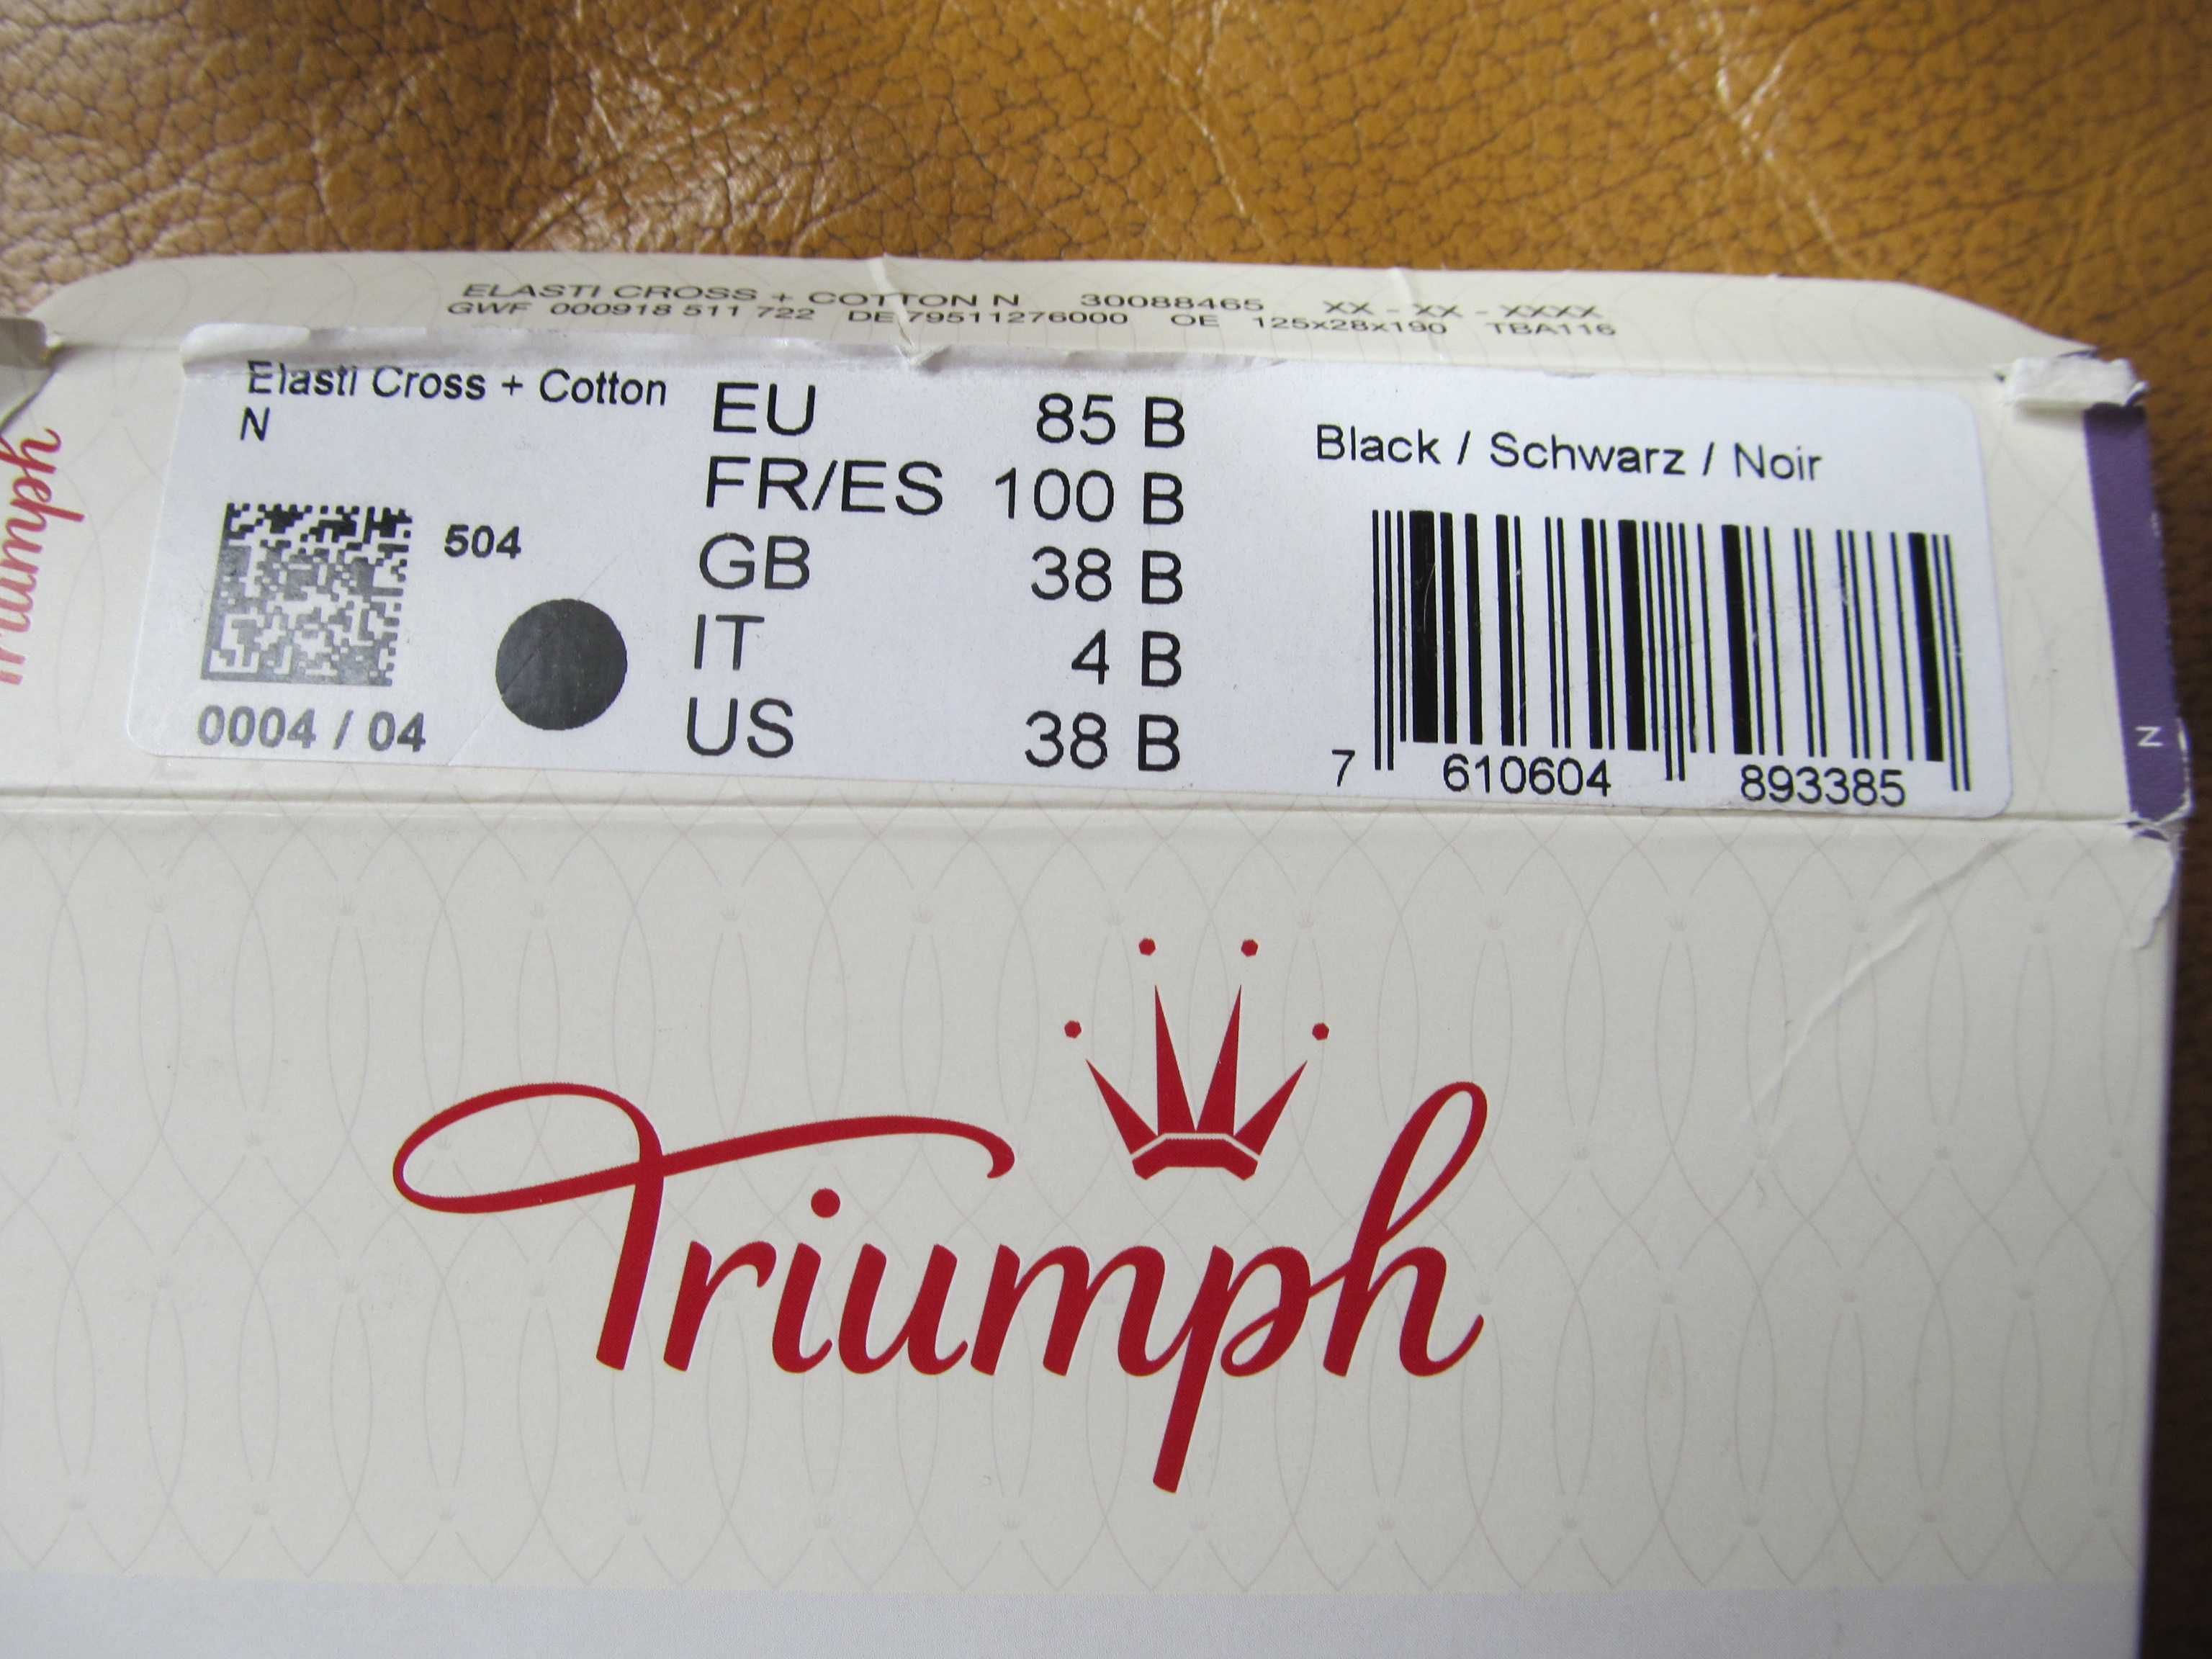 ELASTI CROSS + COTTON N 30088465 XX - XX - XXXX
GWF 000918 511 722 DE 79511276000 OE 125x28x190 TBA116
Elasti Cross + Cotton
N
504
0004 / 04
EU 85 B
FR/ES 100 B
GB 38 B
IT 4 B
US 38 B
Black / Schwarz / Noir
7 610604 893385
N
Triumph
Triumph